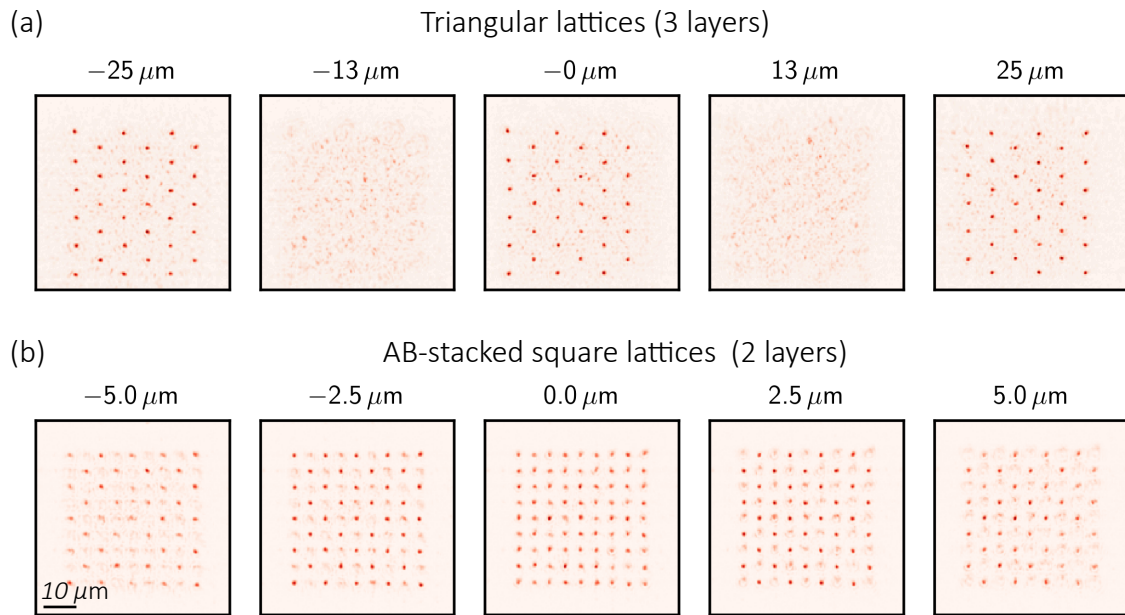 (a) Triangular lattices (3 layers)
−25 μm −13 μm −0 μm 13 μm 25 μm
(b) AB-stacked square lattices (2 layers)
−5.0 μm −2.5 μm 0.0 μm 2.5 μm 5.0 μm
10 μm